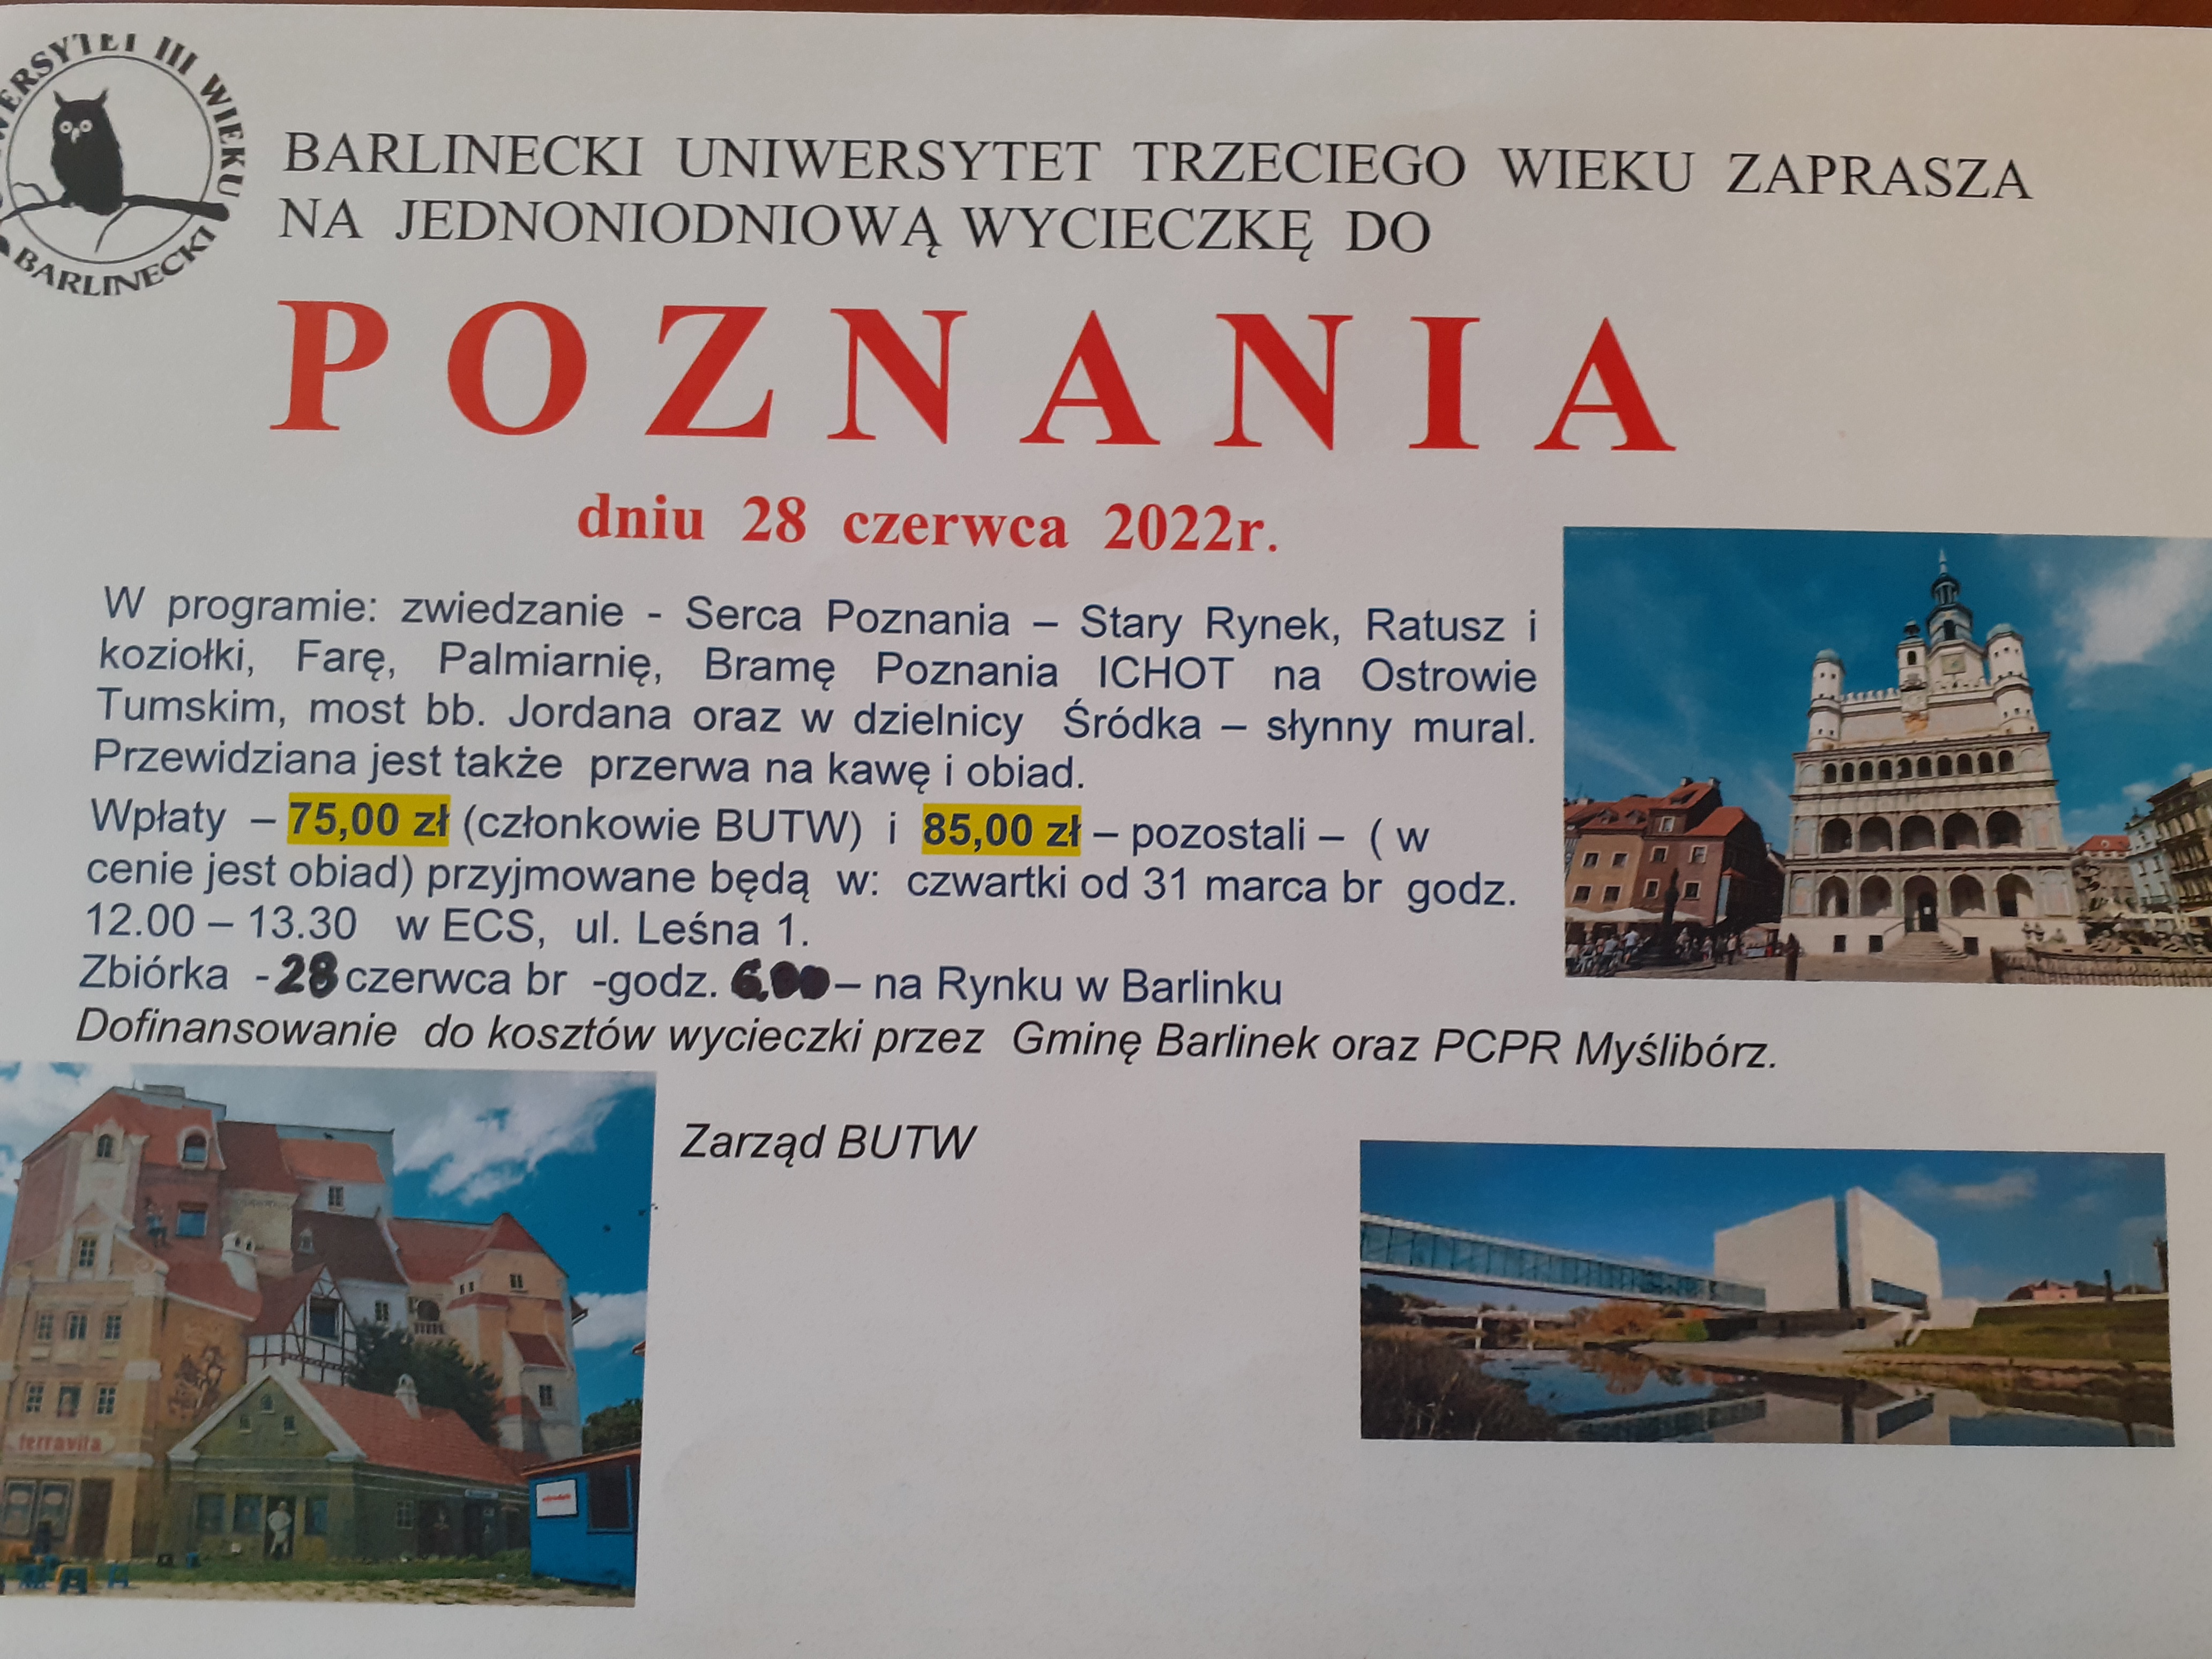 UNIWERSYTET III WIEKU
BARLINECKI
BARLINECKI UNIWERSYTET TRZECIEGO WIEKU ZAPRASZA
NA JEDNONIODNIOWĄ WYCIECZKĘ DO
POZNANIA
dniu 28 czerwca 2022r.
W programie: zwiedzanie - Serca Poznania – Stary Rynek, Ratusz i
koziołki, Farę, Palmiarnię, Bramę Poznania ICHOT na Ostrowie
Tumskim, most bb. Jordana oraz w dzielnicy Śródka – słynny mural.
Przewidziana jest także przerwa na kawę i obiad.
Wpłaty – 75,00 zł (członkowie BUTW) i 85,00 zł – pozostali – ( w
cenie jest obiad) przyjmowane będą w: czwartki od 31 marca br godz.
12.00 – 13.30 w ECS, ul. Leśna 1.
Zbiórka - 28 czerwca br -godz. 6.00 – na Rynku w Barlinku
Dofinansowanie do kosztów wycieczki przez Gminę Barlinek oraz PCPR Myślibórz.
Zarząd BUTW
terravita